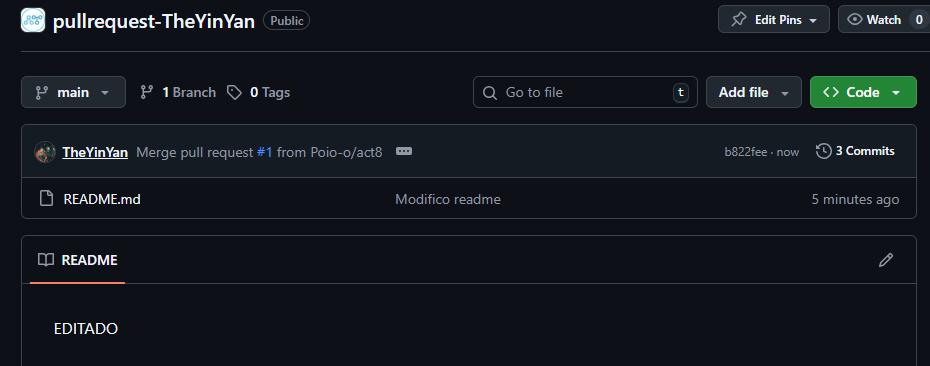 pullrequest-TheYinYan Public Edit Pins Watch 0
main 1 Branch 0 Tags Go to file t Add file <> Code
TheYinYan Merge pull request #1 from Poio-o/act8 b822fee · now 3 Commits
README.md Modifico readme 5 minutes ago
README
EDITADO